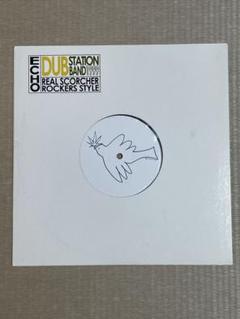 ECHO
DUB STATION
BAND
REAL SCORCHER
ROCKERS STYLE